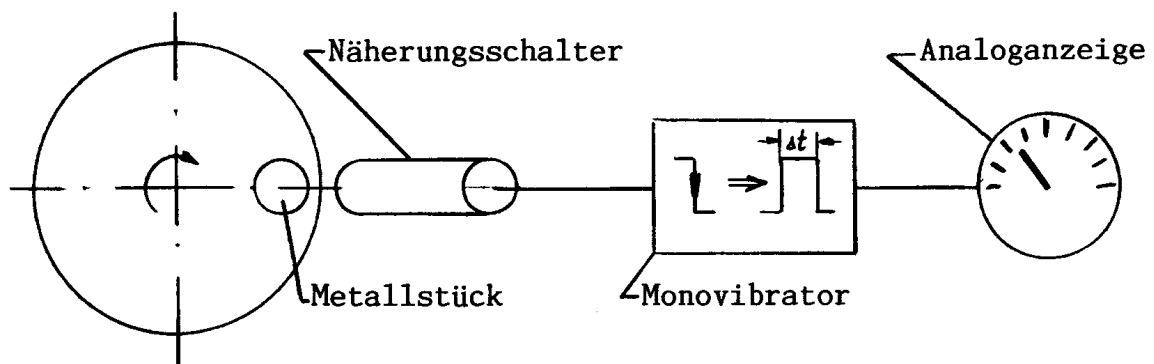 Näherungsschalter
Analoganzeige
Δt
Metallstück
Monovibrator